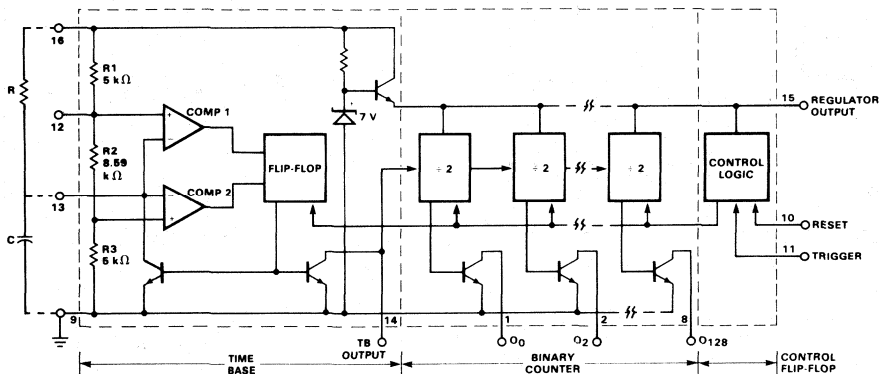 16
R1
5 kΩ
R
COMP 1
15 REGULATOR
OUTPUT
12
7 V
R2
8.59
kΩ
FLIP-FLOP
÷ 2
÷ 2
÷ 2
CONTROL
LOGIC
COMP 2
13
10
RESET
11
TRIGGER
C
R3
5 kΩ
9
14
1
2
8
TB
OUTPUT
O0
O2
O128
TIME
BASE
BINARY
COUNTER
CONTROL
FLIP-FLOP